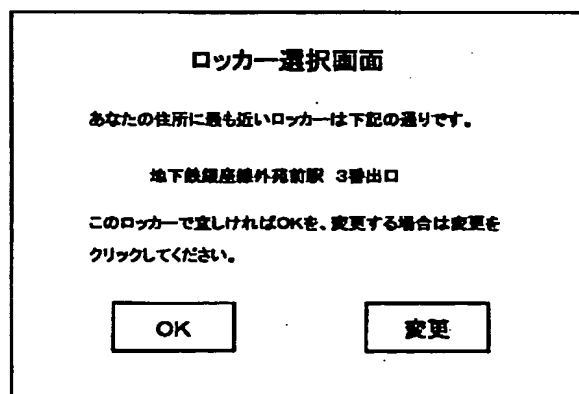 ロッカー選択画面
あなたの住所に最も近いロッカーは下記の通りです。
地下鉄銀座線外苑前駅 3番出口
このロッカーで宜しければOKを、変更する場合は変更を
クリックしてください。
OK
変更